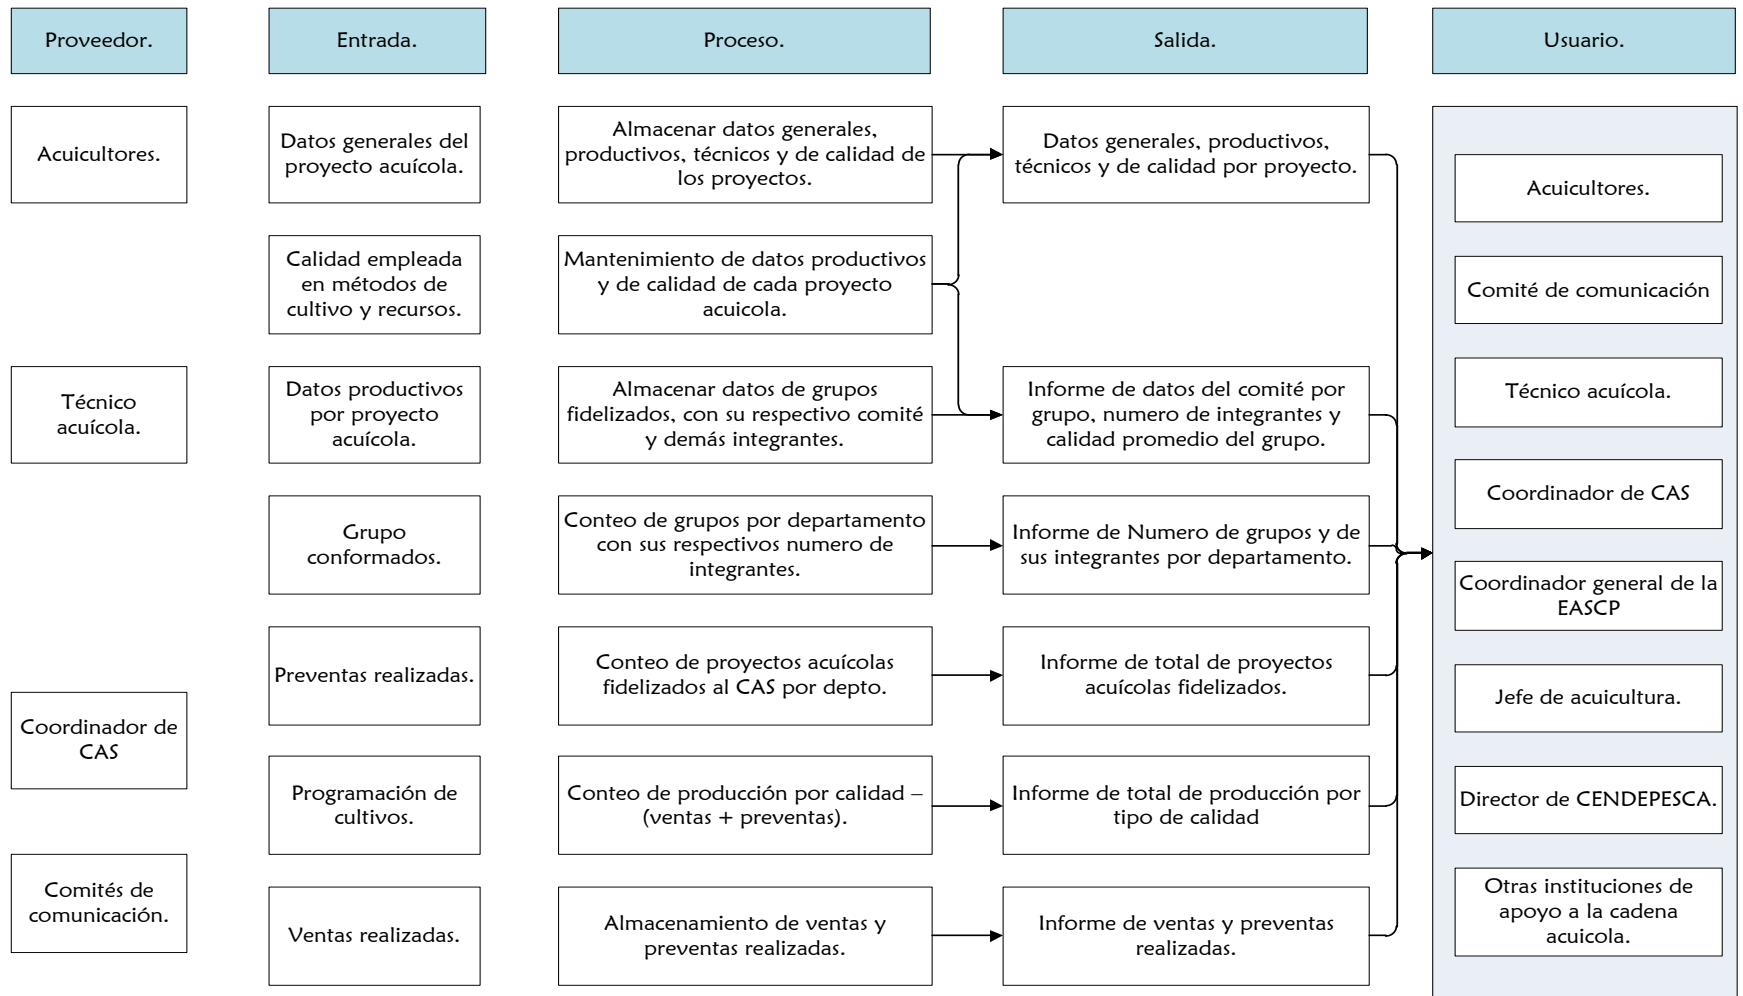 Proveedor.
Entrada.
Proceso.
Salida.
Usuario.
Acuicultores.
Datos generales del
proyecto acuícola.
Almacenar datos generales,
productivos, técnicos y de calidad de
los proyectos.
Datos generales, productivos,
técnicos y de calidad por proyecto.
Acuicultores.
Calidad empleada
en métodos de
cultivo y recursos.
Mantenimiento de datos productivos
y de calidad de cada proyecto
acuicola.
Comité de comunicación
Técnico
acuícola.
Datos productivos
por proyecto
acuícola.
Almacenar datos de grupos
fidelizados, con su respectivo comité
y demás integrantes.
Informe de datos del comité por
grupo, numero de integrantes y
calidad promedio del grupo.
Técnico acuícola.
Coordinador de CAS
Grupo
conformados.
Conteo de grupos por departamento
con sus respectivos numero de
integrantes.
Informe de Numero de grupos y de
sus integrantes por departamento.
Coordinador general de la
EASCP
Preventas realizadas.
Conteo de proyectos acuícolas
fidelizados al CAS por depto.
Informe de total de proyectos
acuícolas fidelizados.
Jefe de acuicultura.
Coordinador de
CAS
Programación de
cultivos.
Conteo de producción por calidad –
(ventas + preventas).
Informe de total de producción por
tipo de calidad
Director de CENDEPESCA.
Comités de
comunicación.
Ventas realizadas.
Almacenamiento de ventas y
preventas realizadas.
Informe de ventas y preventas
realizadas.
Otras instituciones de
apoyo a la cadena
acuicola.